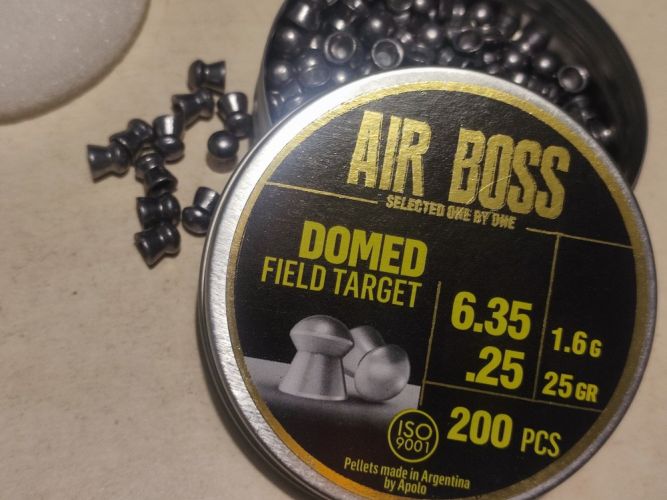 AIR BOSS
SELECTED ONE BY ONE
DOMED
FIELD TARGET
6.35
.25
1.6 G
25 GR
ISO
9001
200 PCS
Pellets made in Argentina
by Apolo